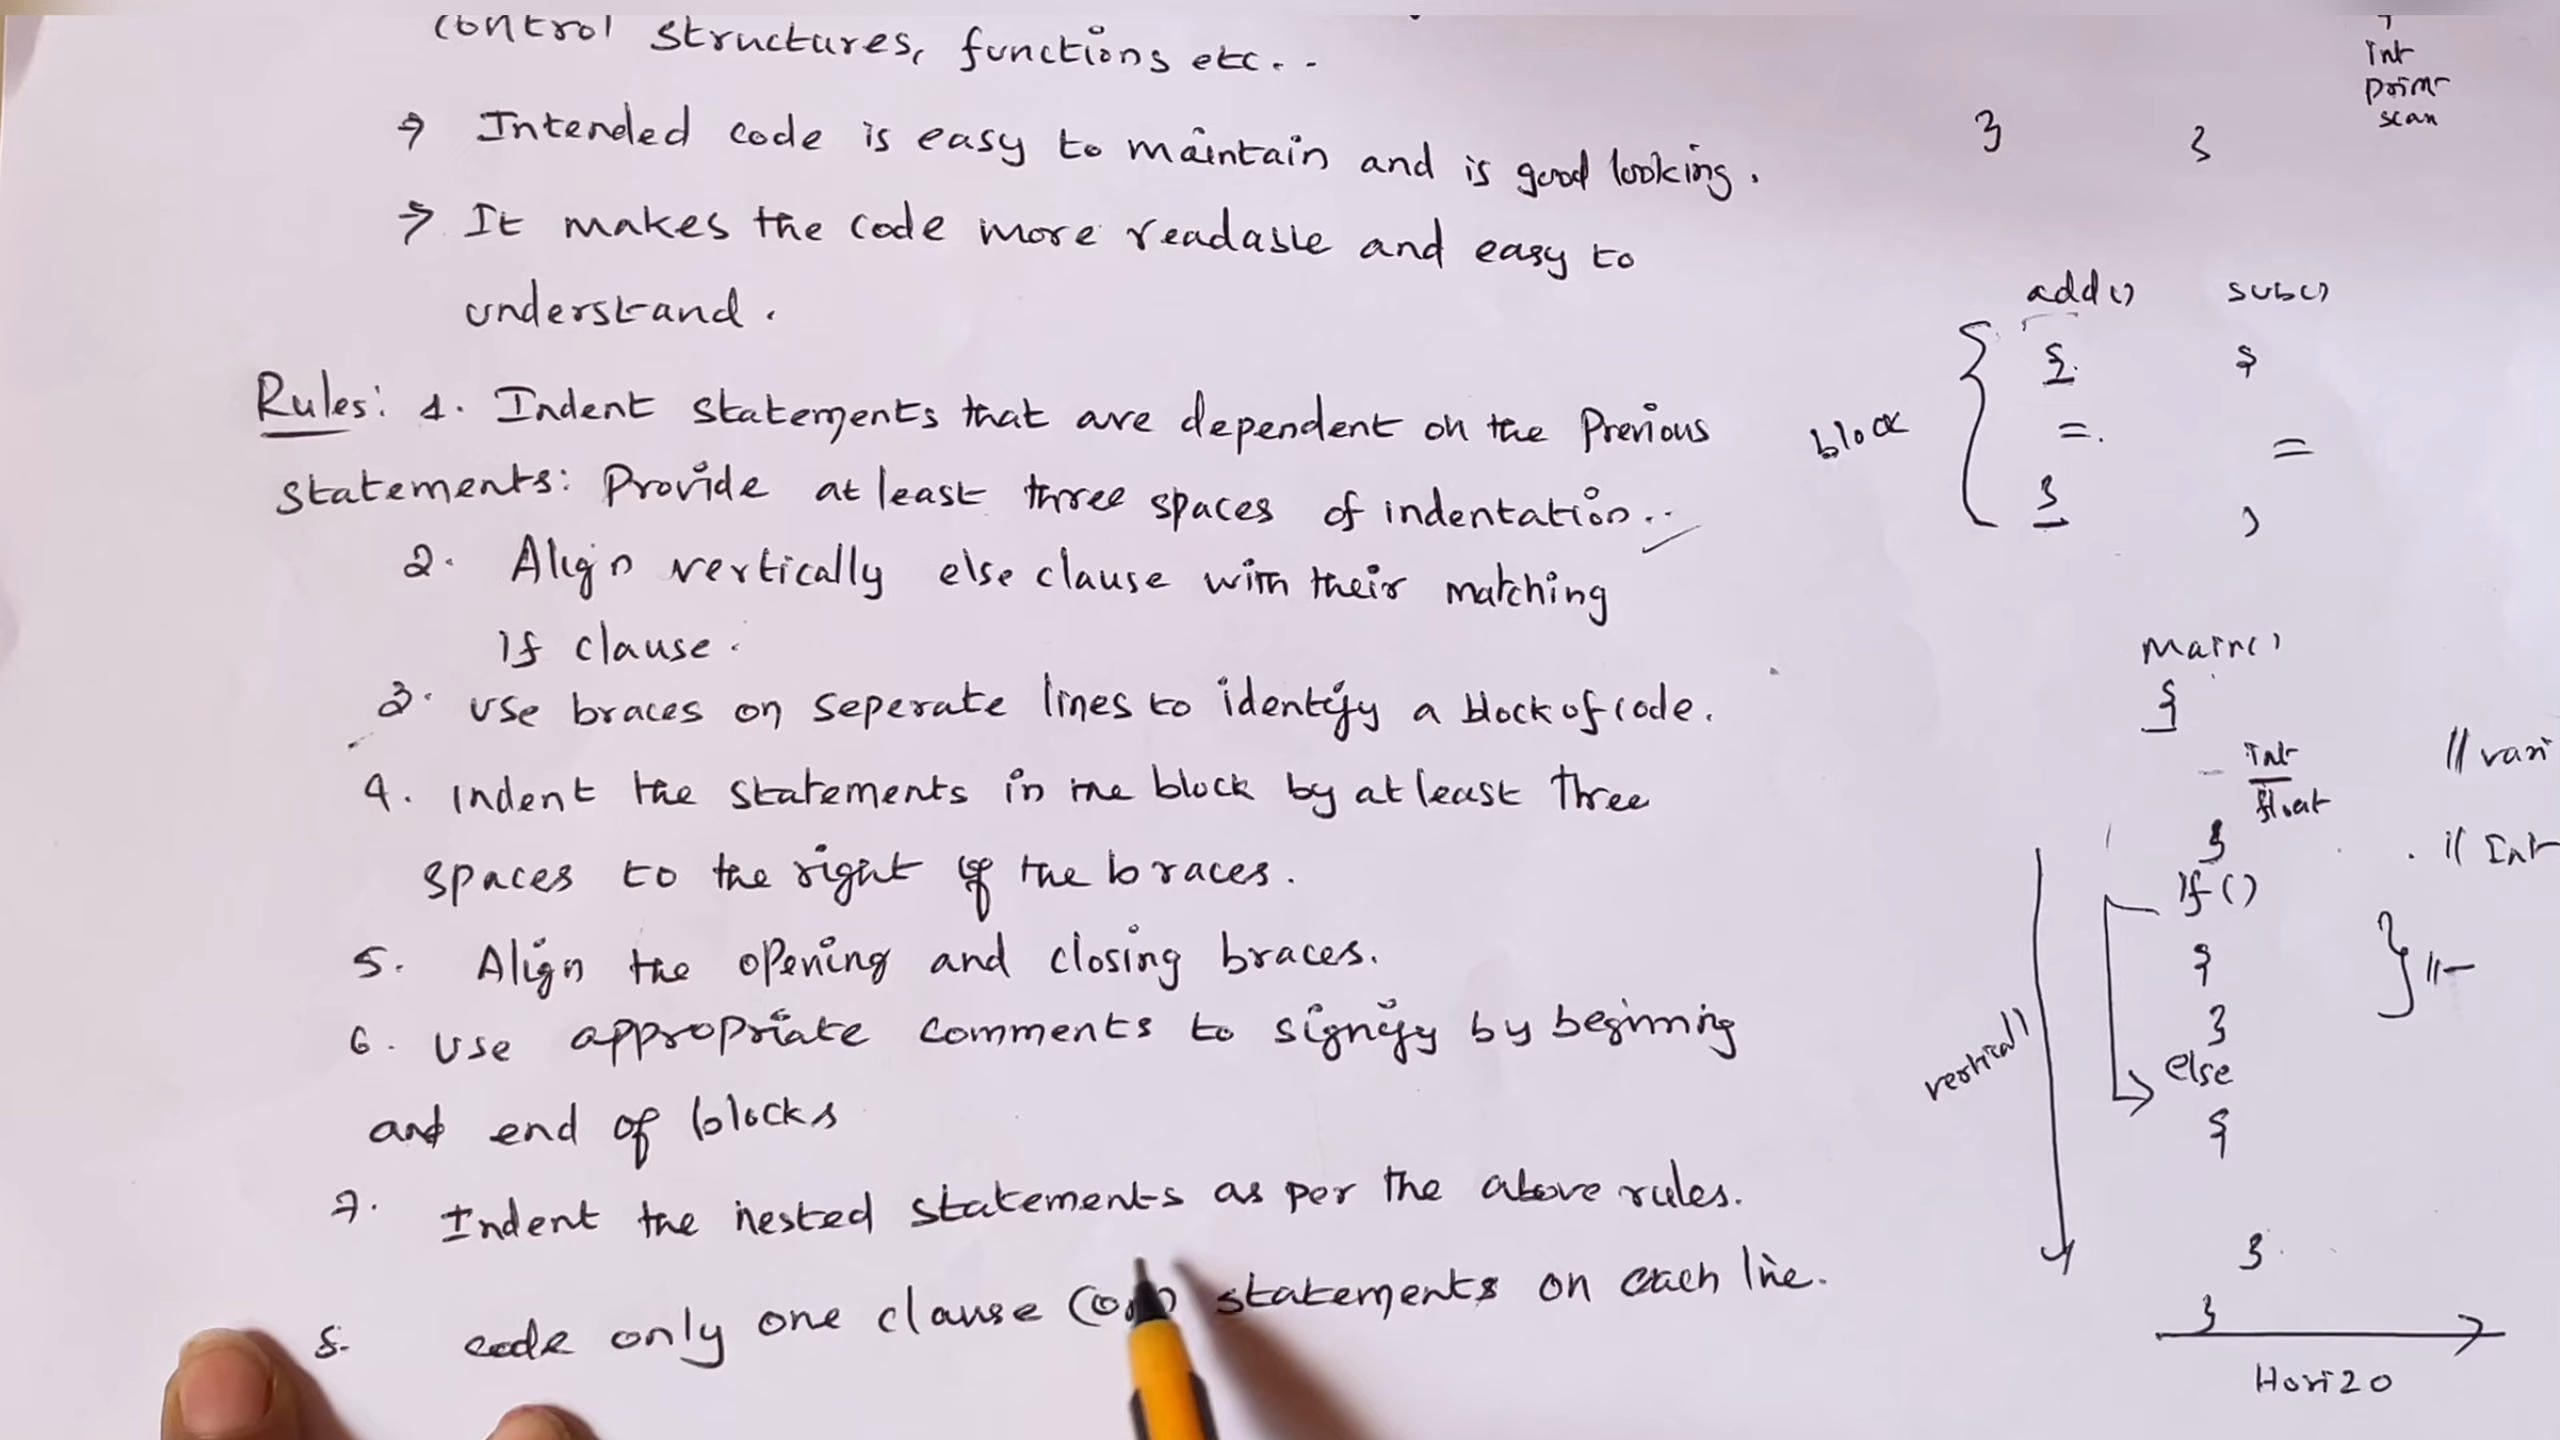 control structures, functions etc..
→ Intended code is easy to maintain and is good looking.
→ It makes the code more readable and easy to
understand.
Rules: 1. Indent statements that are dependent on the Previous
statements: Provide at least three spaces of indentation..
2. Align vertically else clause with their matching
if clause.
3. use braces on seperate lines to identify a block of code.
4. indent the statements in the block by at least three
spaces to the right of the braces.
5. Align the opening and closing braces.
6. use appropriate comments to signify by beginning
and end of blocks
7. Indent the nested statements as per the above rules.
8. code only one clause (or) statements on each line.
{
int
print
scan
} }
add() sub()
{ {
block = =
} }
main()
{
int // vari
float
} // Int
if()
{ } //-
}
else
{
}
}
vertical
Horizo